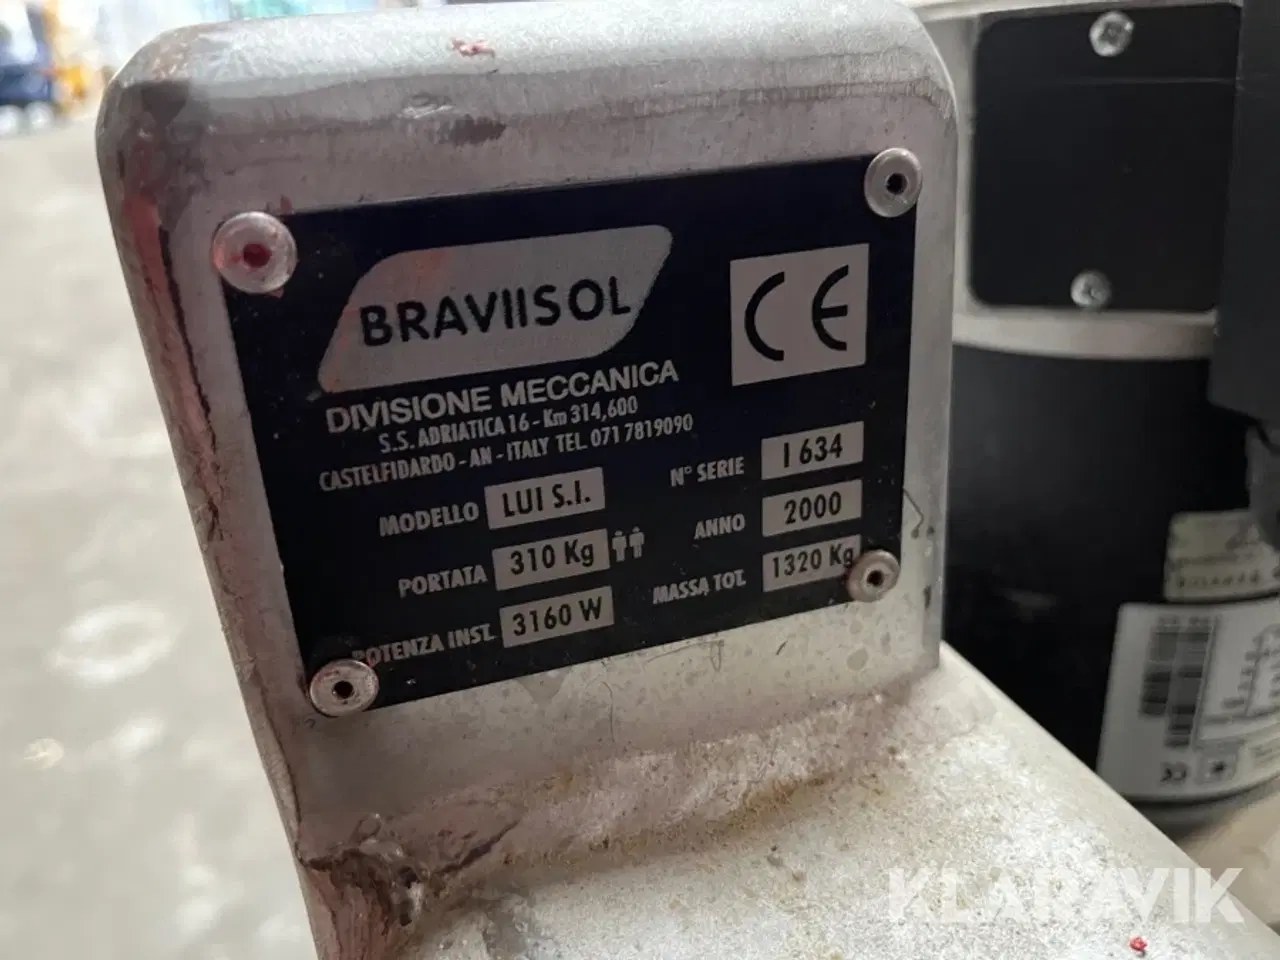 BRAVIISOL
CE
DIVISIONE MECCANICA
S.S. ADRIATICA 16 - Km 314,600
CASTELFIDARDO - AN - ITALY TEL. 071 7819090
MODELLO LUI S.I.
N° SERIE I 634
PORTATA 310 Kg
ANNO 2000
POTENZA INST. 3160 W
MASSA TOT. 1320 Kg
KLARAVIK